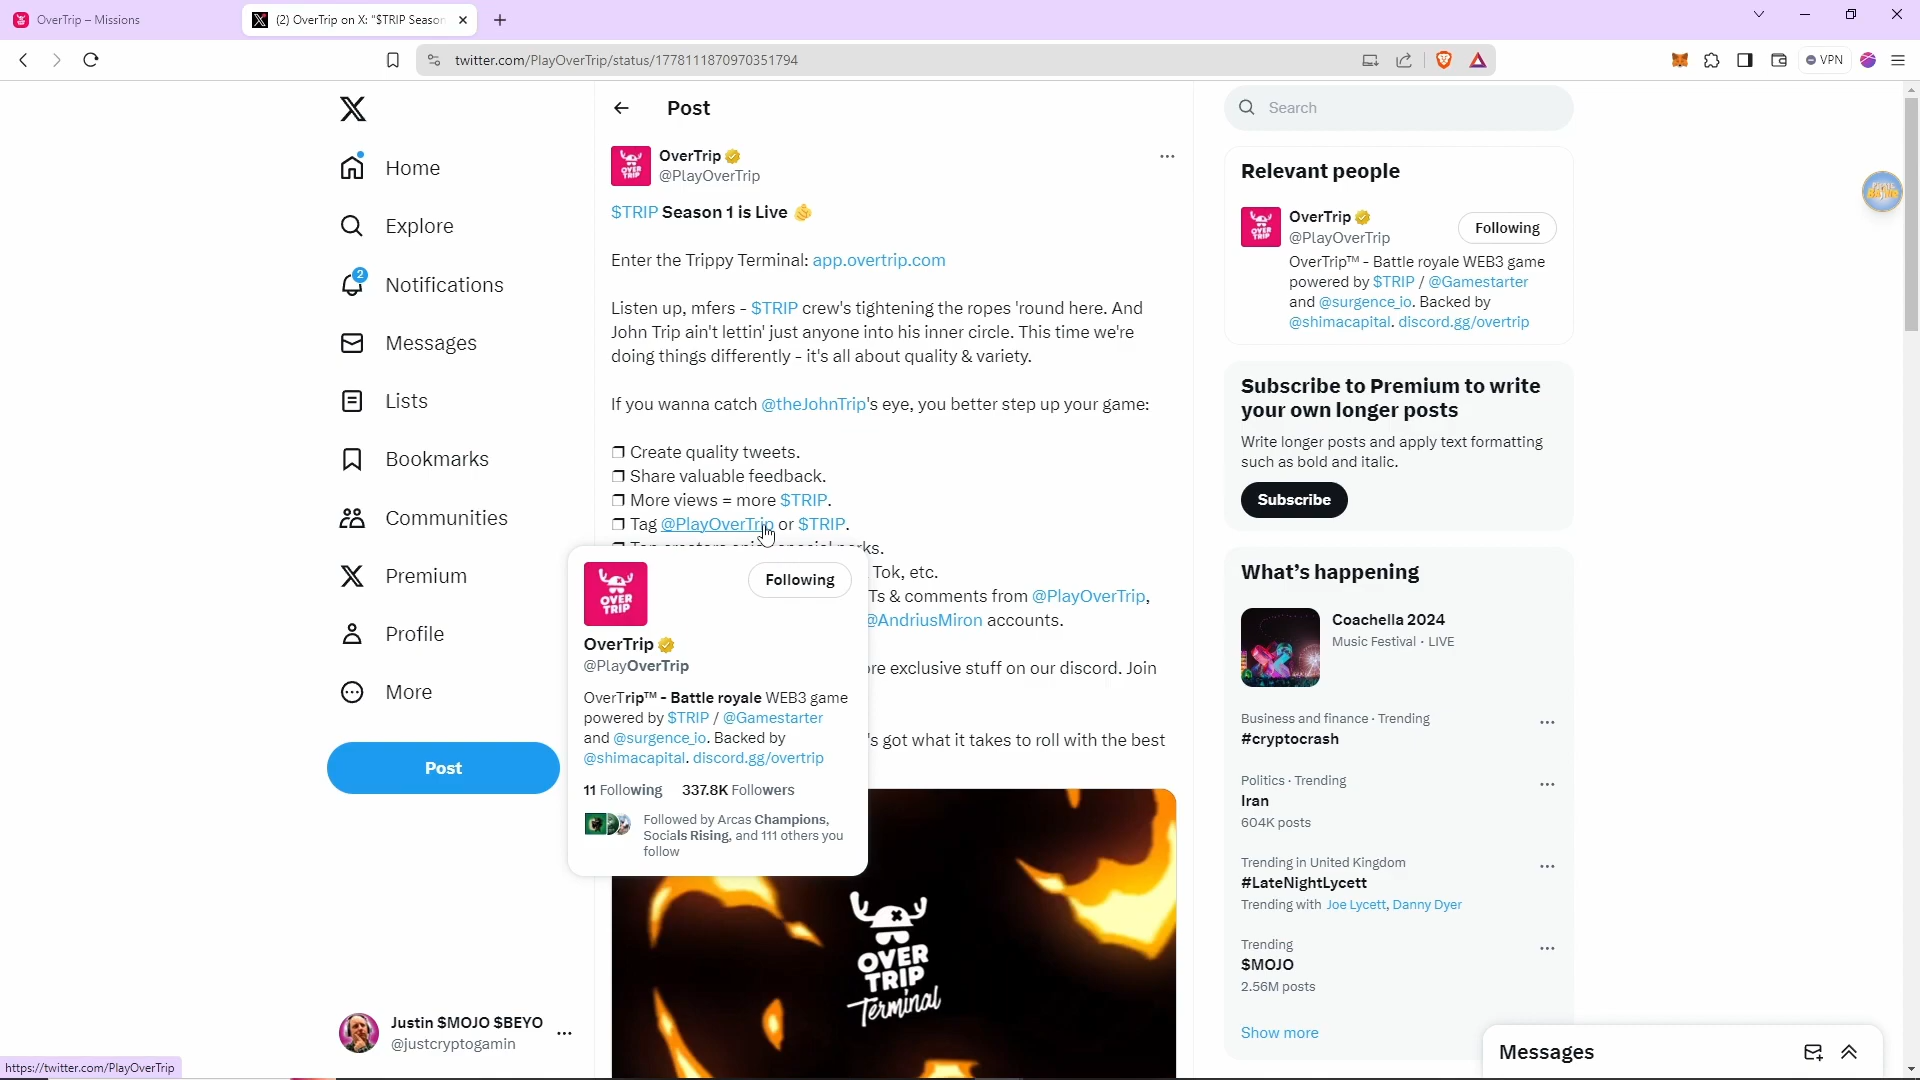 OverTrip – Missions
(2) OverTrip on X: "$TRIP Season
twitter.com/PlayOverTrip/status/1778111870970351794
VPN
Home
Explore
2
Notifications
Messages
Lists
Bookmarks
Communities
Premium
Profile
More
Post
Justin $MOJO $BEYO
@justcryptogamin
https://twitter.com/PlayOverTrip
Post
OverTrip
@PlayOverTrip
$TRIP Season 1 is Live
Enter the Trippy Terminal: app.overtrip.com
Listen up, mfers - $TRIP crew's tightening the ropes 'round here. And
John Trip ain't lettin' just anyone into his inner circle. This time we're
doing things differently - it's all about quality & variety.
If you wanna catch @theJohnTrip's eye, you better step up your game:
❒ Create quality tweets.
❒ Share valuable feedback.
❒ More views = more $TRIP.
❒ Tag @PlayOverTrip or $TRIP.
ks.
Tok, etc.
Ts & comments from @PlayOverTrip,
@AndriusMiron accounts.
re exclusive stuff on our discord. Join
's got what it takes to roll with the best
OVER
TRIP
Following
OverTrip
@PlayOverTrip
OverTrip™ - Battle royale WEB3 game
powered by $TRIP / @Gamestarter
and @surgence_io. Backed by
@shimacapital. discord.gg/overtrip
11 Following 337.8K Followers
Followed by Arcas Champions,
Socials Rising, and 111 others you
follow
OVER
TRIP
Terminal
Search
Relevant people
OverTrip
@PlayOverTrip
Following
OverTrip™ - Battle royale WEB3 game
powered by $TRIP / @Gamestarter
and @surgence_io. Backed by
@shimacapital. discord.gg/overtrip
Subscribe to Premium to write
your own longer posts
Write longer posts and apply text formatting
such as bold and italic.
Subscribe
What's happening
Coachella 2024
Music Festival · LIVE
Business and finance · Trending
#cryptocrash
Politics · Trending
Iran
604K posts
Trending in United Kingdom
#LateNightLycett
Trending with Joe Lycett, Danny Dyer
Trending
$MOJO
2.56M posts
Show more
Messages